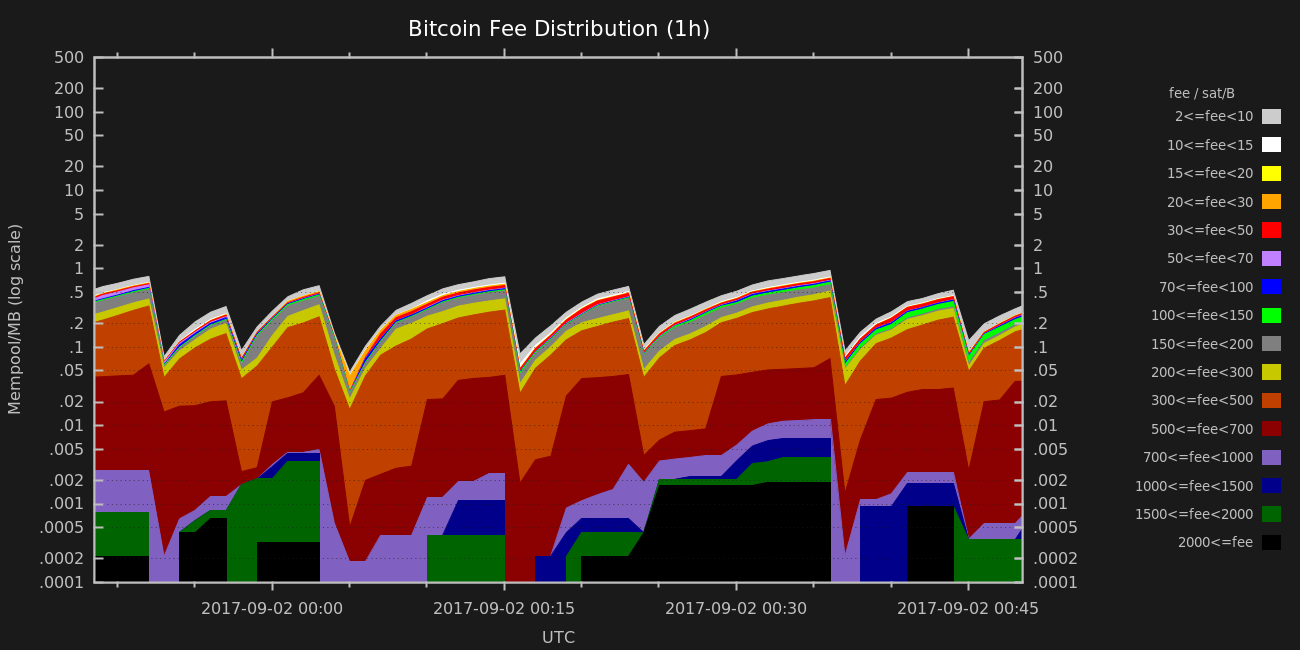 Bitcoin Fee Distribution (1h)
500
200
100
50
20
10
5
2
1
.5
.2
.1
.05
.02
.01
.005
.002
.001
.0005
.0002
.0001
Mempool/MB (log scale)
500
200
100
50
20
10
5
2
1
.5
.2
.1
.05
.02
.01
.005
.002
.001
.0005
.0002
.0001
2017-09-02 00:00 2017-09-02 00:15 2017-09-02 00:30 2017-09-02 00:45
UTC
fee / sat/B
2<=fee<10
10<=fee<15
15<=fee<20
20<=fee<30
30<=fee<50
50<=fee<70
70<=fee<100
100<=fee<150
150<=fee<200
200<=fee<300
300<=fee<500
500<=fee<700
700<=fee<1000
1000<=fee<1500
1500<=fee<2000
2000<=fee